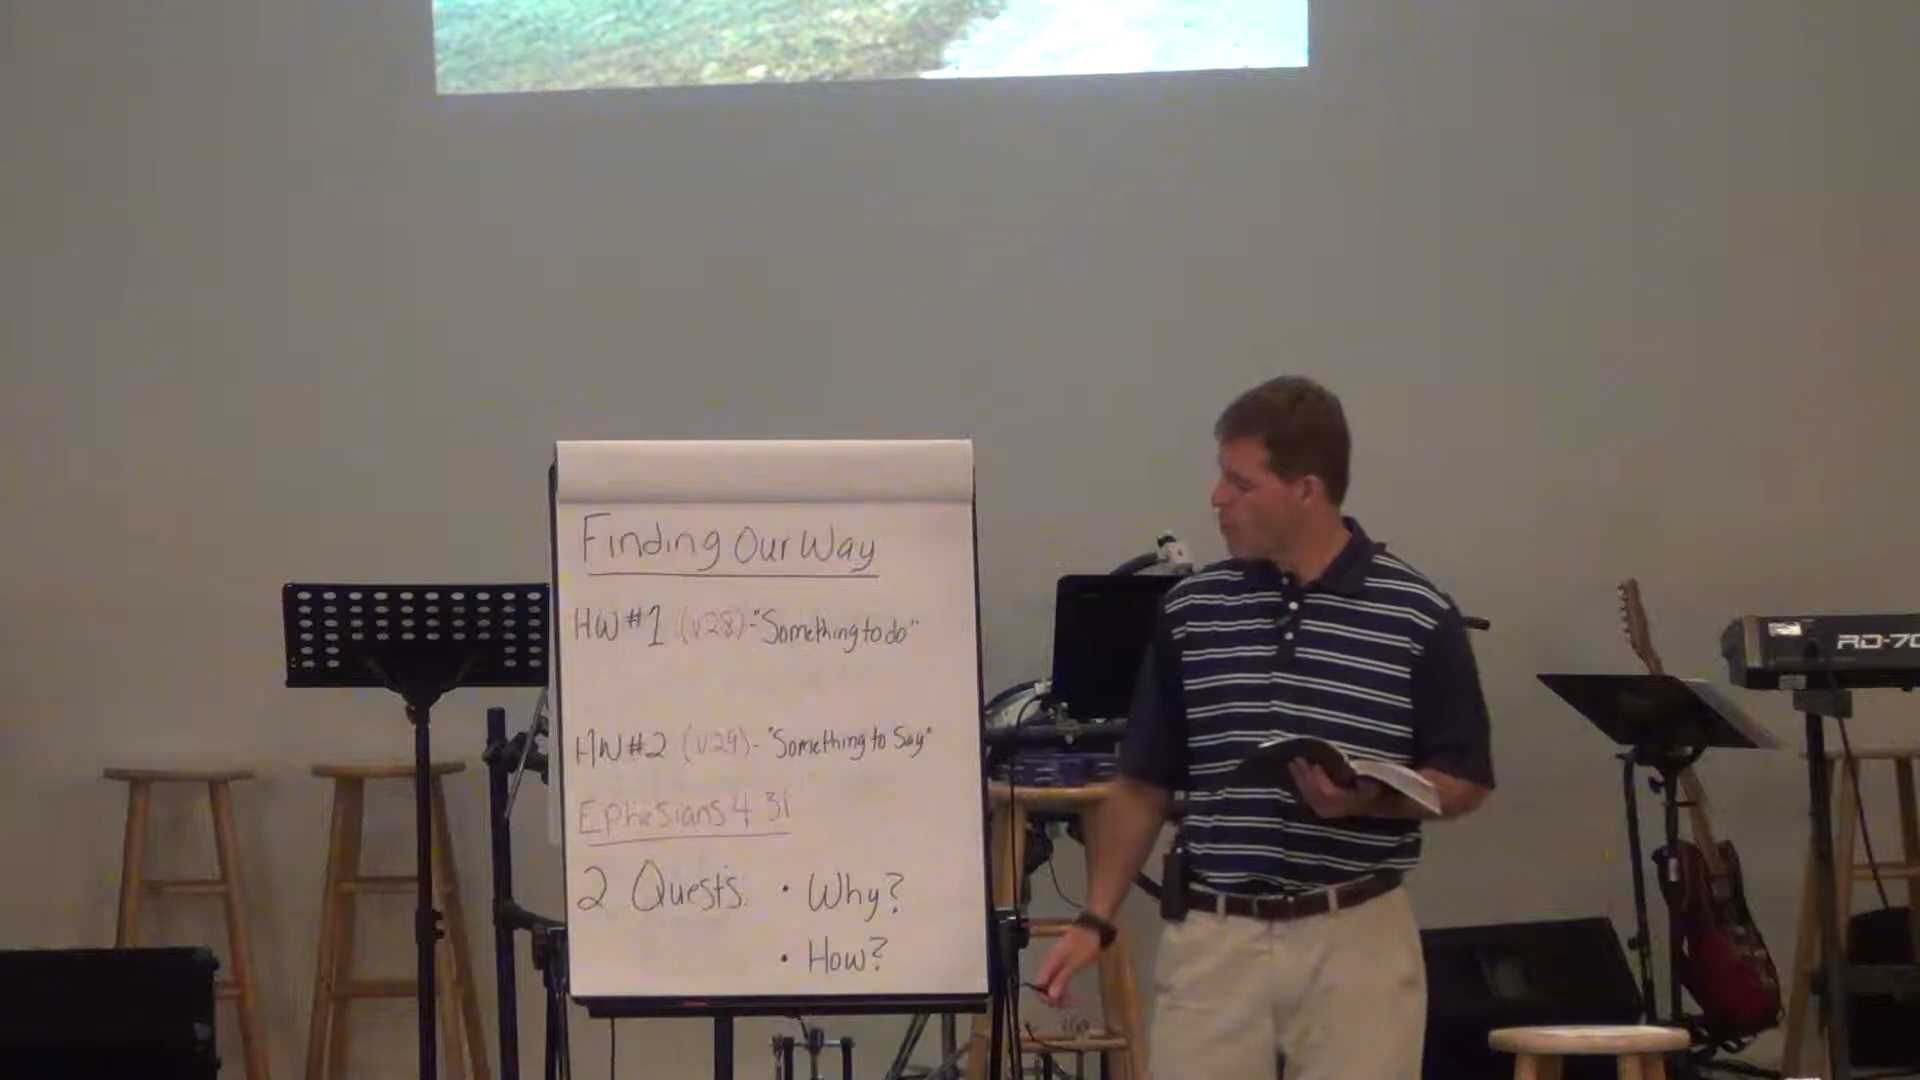 Finding Our Way
HW #1 (v28) - "Something to do"
HW #2 (v29) - "Something to Say"
Ephesians 4 31
2 Quests • Why?
• How?
RD-70